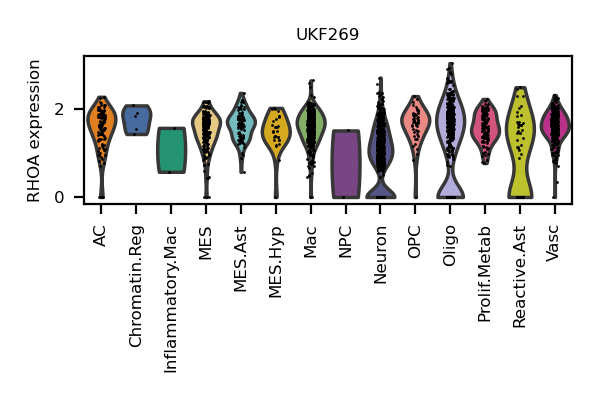 UKF269
RHOA expression
2
0
AC
Chromatin.Reg
Inflammatory.Mac
MES
MES.Ast
MES.Hyp
Mac
NPC
Neuron
OPC
Oligo
Prolif.Metab
Reactive.Ast
Vasc